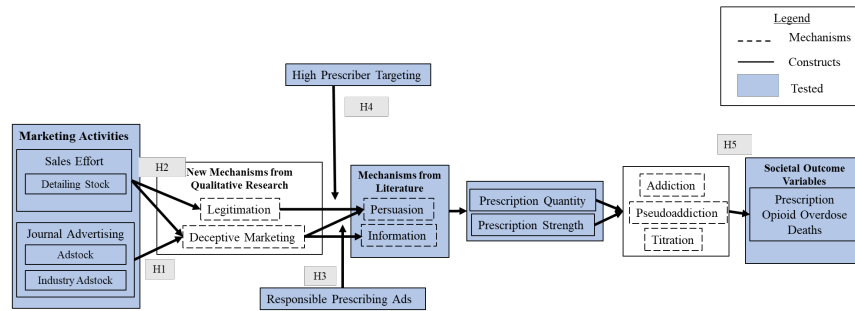 Legend
Mechanisms
Constructs
Tested
High Prescriber Targeting
H4
Marketing Activities
Sales Effort
Detailing Stock
Journal Advertising
Adstock
Industry Adstock
H2
H1
New Mechanisms from
Qualitative Research
Legitimation
Deceptive Marketing
H3
Responsible Prescribing Ads
Mechanisms from
Literature
Persuasion
Information
Prescription Quantity
Prescription Strength
Addiction
Pseudoaddiction
Titration
H5
Societal Outcome
Variables
Prescription
Opioid Overdose
Deaths